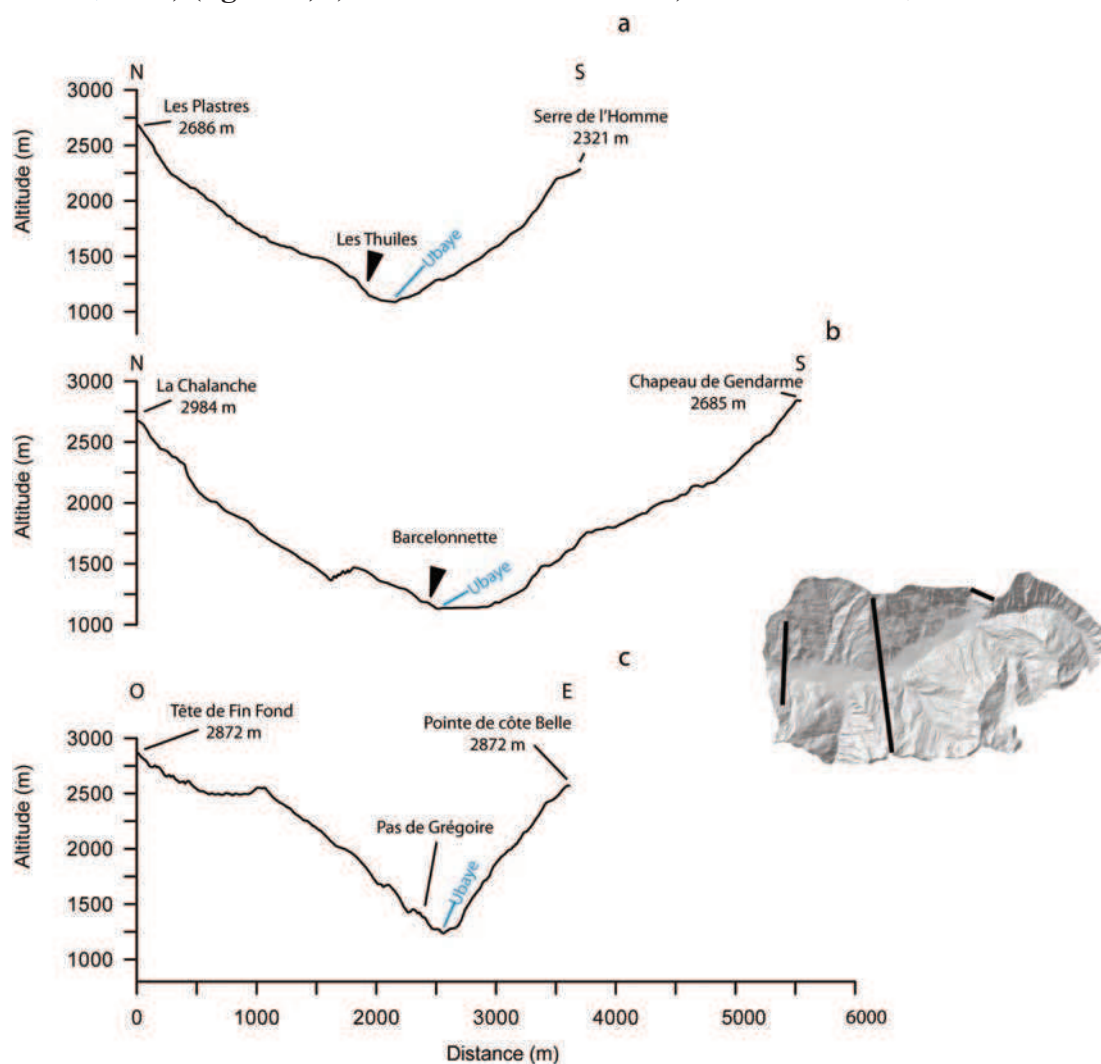 a
N
S
3000
2500
2000
1500
1000
Altitude (m)
Les Plastres
2686 m
Serre de l'Homme
2321 m
Les Thuiles
Ubaye
b
N
S
3000
2500
2000
1500
1000
Altitude (m)
La Chalanche
2984 m
Chapeau de Gendarme
2685 m
Barcelonnette
Ubaye
c
O
E
3000
2500
2000
1500
1000
Altitude (m)
Tête de Fin Fond
2872 m
Pointe de côte Belle
2872 m
Pas de Grégoire
Ubaye
0 1000 2000 3000 4000 5000 6000
Distance (m)